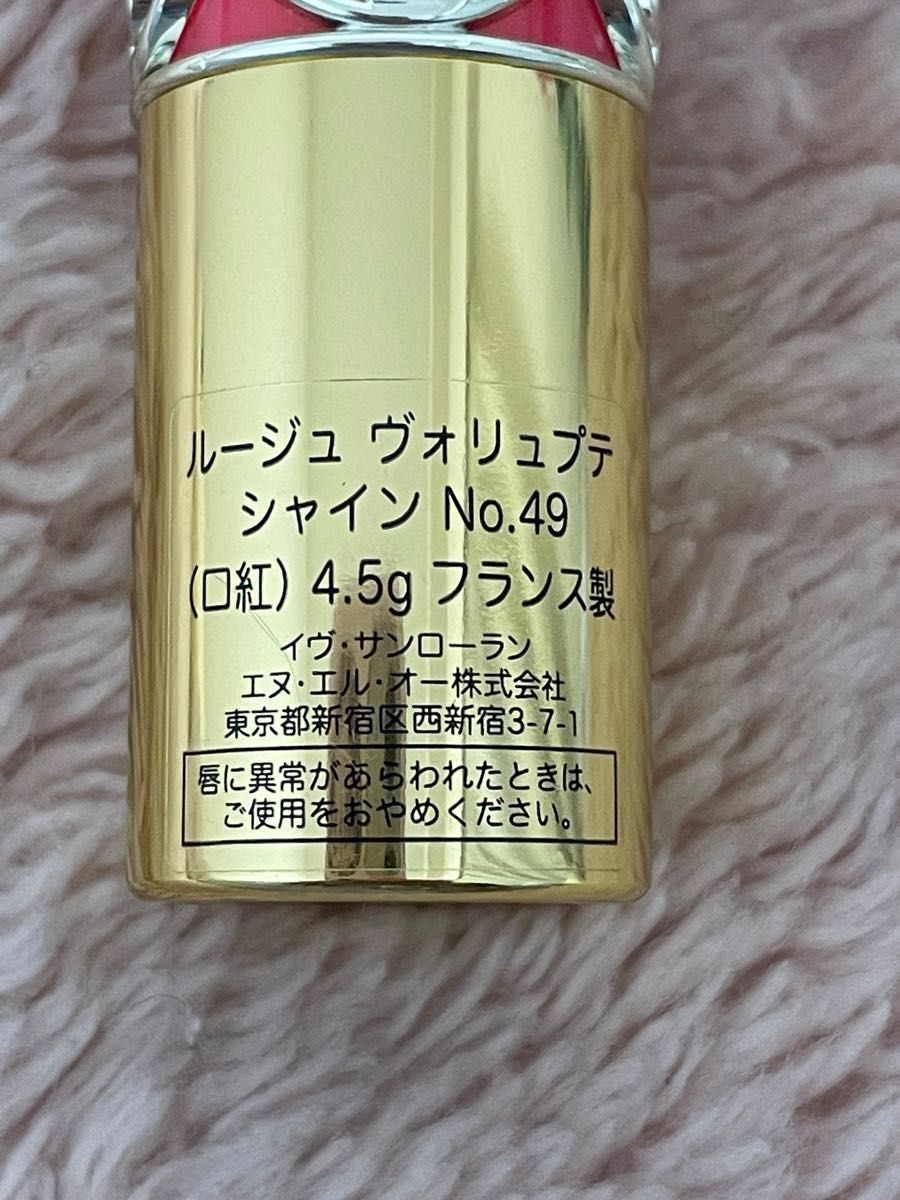 ルージュ ヴォリュプテ
シャイン No.49
(口紅) 4.5g フランス製
イヴ・サンローラン
エヌ・エル・オー株式会社
東京都新宿区西新宿3-7-1
唇に異常があらわれたときは、
ご使用をおやめください。